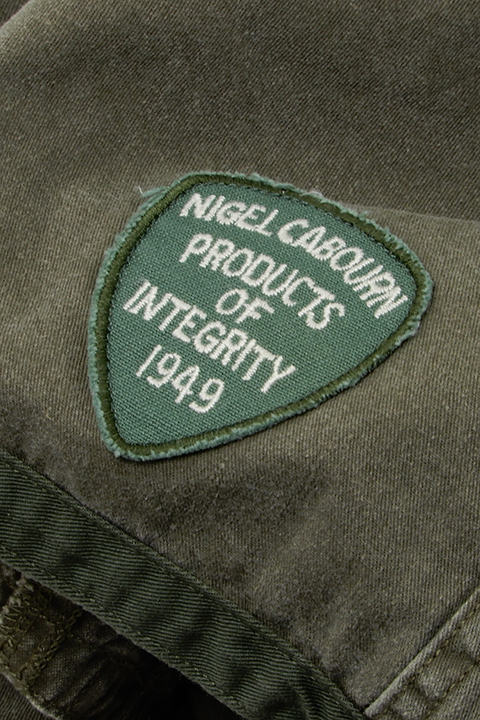 NIGEL CABOURN
PRODUCTS
OF
INTEGRITY
1949